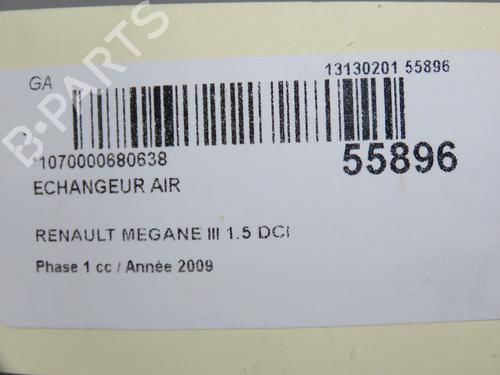 GA
13130201 55896
*1070000680638
55896
ECHANGEUR AIR
RENAULT MEGANE III 1.5 DCI
Phase 1 cc / Année 2009
B-PARTS